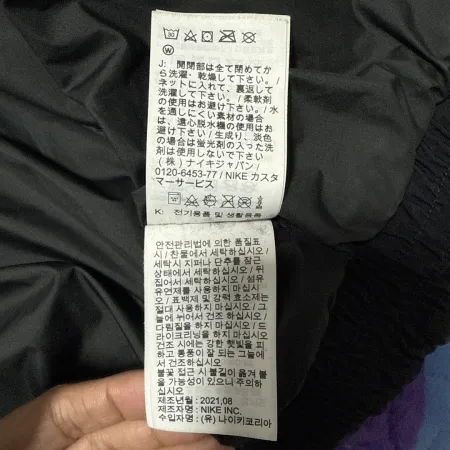 30
W
J: 開閉部は全て閉めてか
ら洗濯・乾燥して下さい。/
ネットに入れて、裏返して
洗濯して下さい。/ 柔軟剤
の使用はお避け下さい。/ 水
を通しにくい素材の場合
は、遠心脱水機の使用はお
避け下さい / 生成り、淡色
の場合は蛍光剤の入った洗
剤は使用しないで下さい
(株) ナイキジャパン /
0120-6453-77 / NIKE カスタ
マーサービス
K: 전기용품 및 생활용품
안전관리법에 의한 품질표
시 / 찬물에서 세탁하십시오 /
세탁시 지퍼나 단추를 잠근
상태에서 세탁하십시오 / 뒤
집어서 세탁하십시오 / 섬유
유연제를 사용하지 마십시
오 / 표백제 및 강력 효소제는
절대 사용하지 마십시오 / 그
늘에 뉘어서 건조 하십시오 /
다림질을 하지 마십시오 / 드
라이크리닝을 하지 마십시오
건조 시에는 강한 햇빛을 피
하고 통풍이 잘 되는 그늘에
서 건조 하십시오
불꽃 접근 시 불길이 옮겨 붙
을 가능성이 있으니 주의하
십시오
제조년월 : 2021,08
제조자명 : NIKE INC.
수입자명 : (유) 나이키코리아